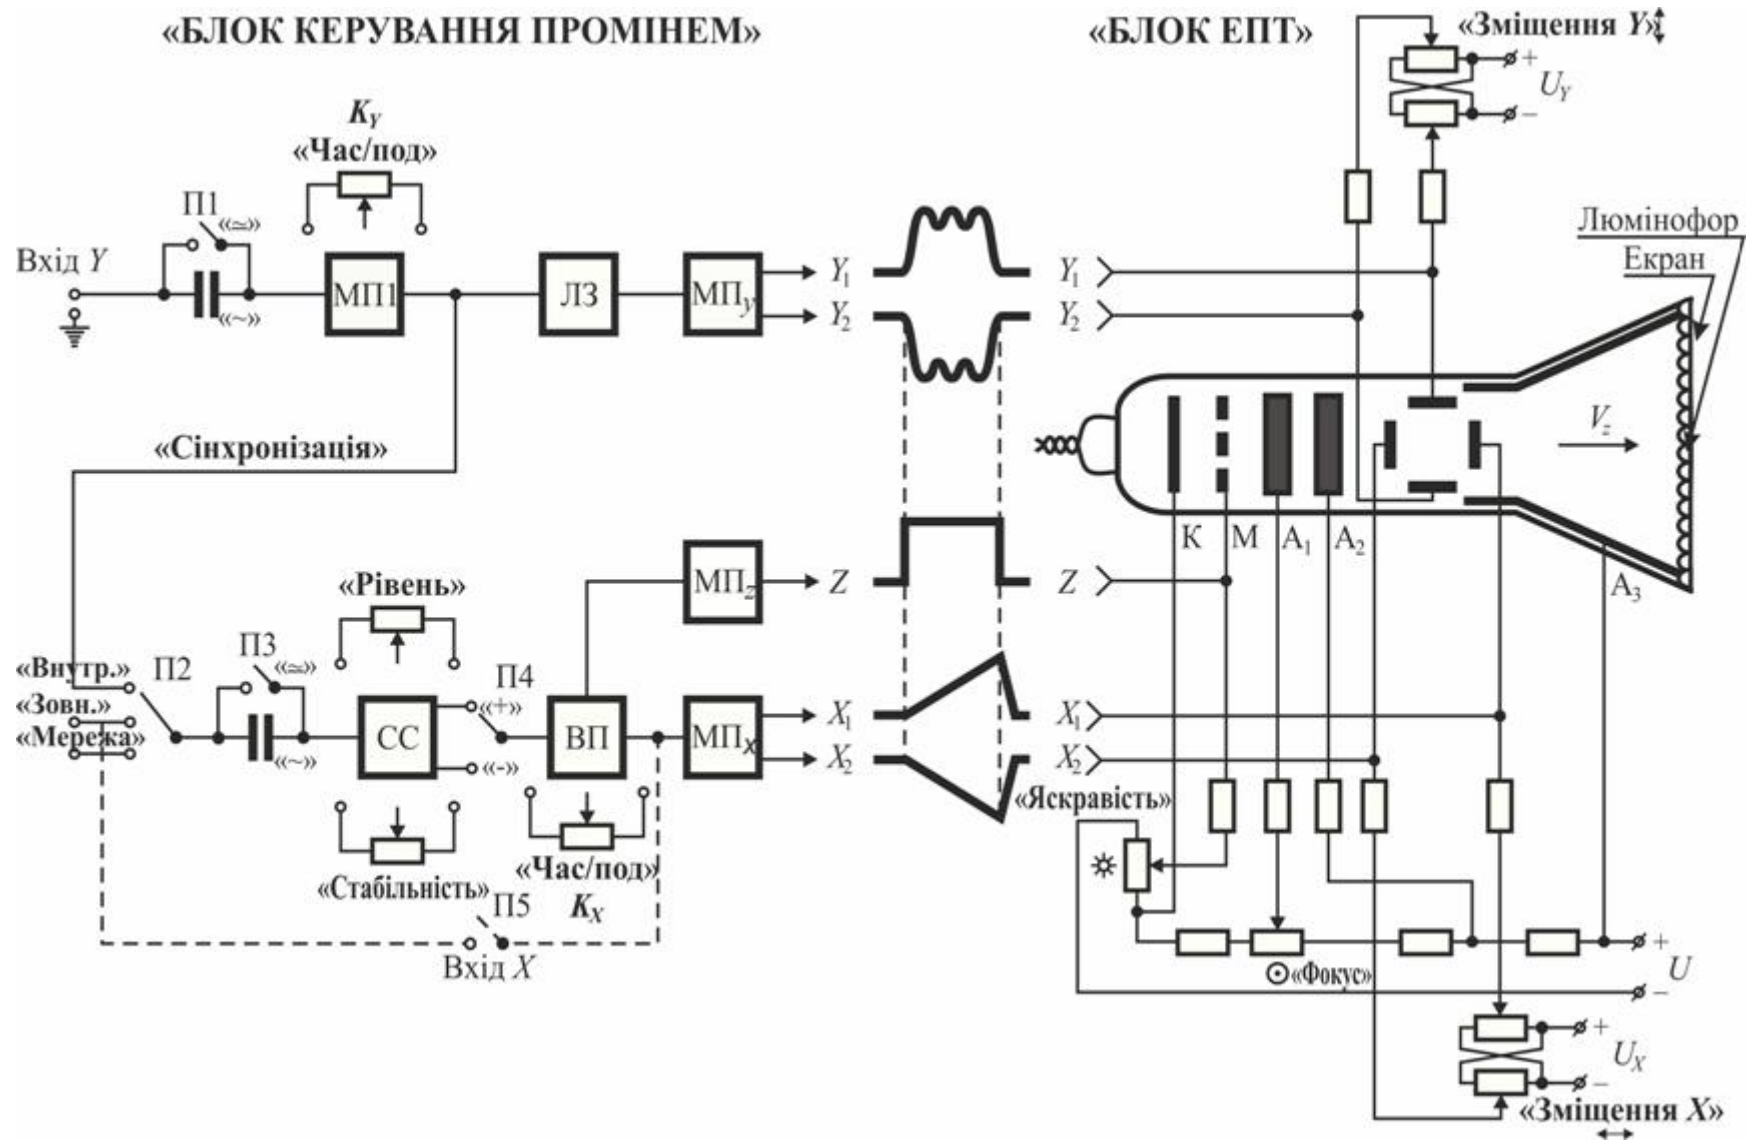 «БЛОК КЕРУВАННЯ ПРОМІНЕМ»
«БЛОК ЕПТ»
«Зміщення Y»
+
U_Y
–
K_Y
«Час/под»
П1
«≃»
Вхід Y
«~»
МП1
ЛЗ
МП_y
Y_1
Y_2
Y_1
Y_2
Люмінофор
Екран
V_z
«Сінхронізація»
К
М
А_1
А_2
А_3
МП_z
Z
Z
«Рівень»
«Внутр.»
«Зовн.»
«Мережа»
П2
П3
«≃»
«~»
СС
П4
«+»
«-»
ВП
МП_x
X_1
X_2
X_1
X_2
«Яскравість»
«Стабільність»
«Час/под»
K_X
П5
Вхід X
«Фокус»
+
U
–
+
U_X
–
«Зміщення X»